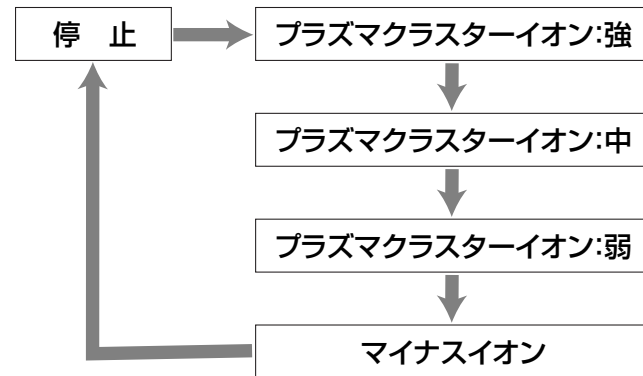 停　止
プラズマクラスターイオン:強
プラズマクラスターイオン:中
プラズマクラスターイオン:弱
マイナスイオン